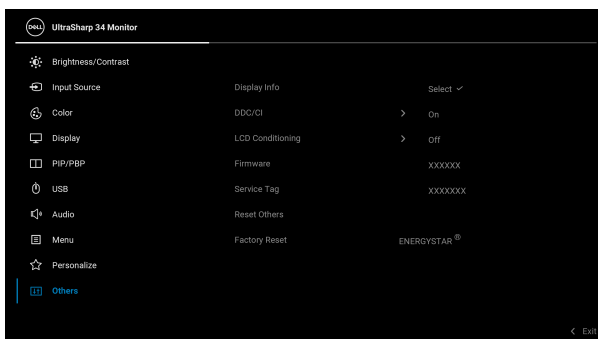 DELL UltraSharp 34 Monitor
Brightness/Contrast
Input Source Display Info Select ✓
Color DDC/CI > On
Display LCD Conditioning > Off
PIP/PBP Firmware XXXXXX
USB Service Tag XXXXXXX
Audio Reset Others
Menu Factory Reset ENERGYSTAR ®
Personalize
Others
< Exit